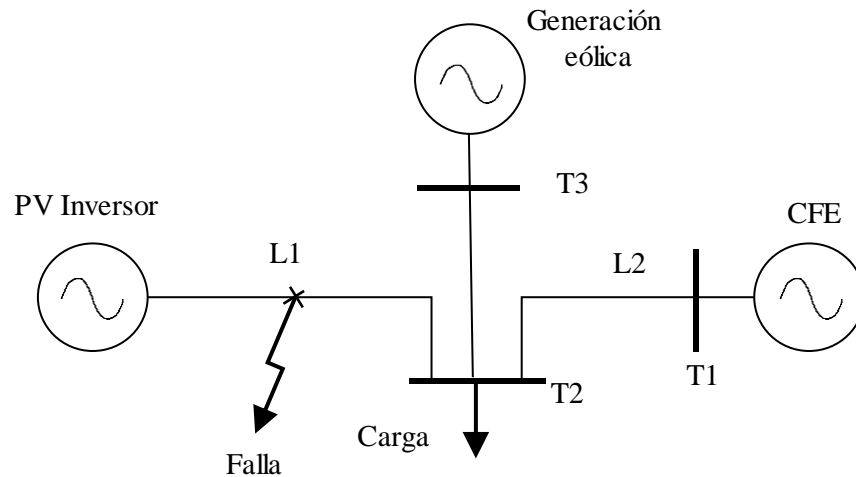 Generación
eólica
T3
PV Inversor
CFE
L1
L2
T1
T2
Carga
Falla